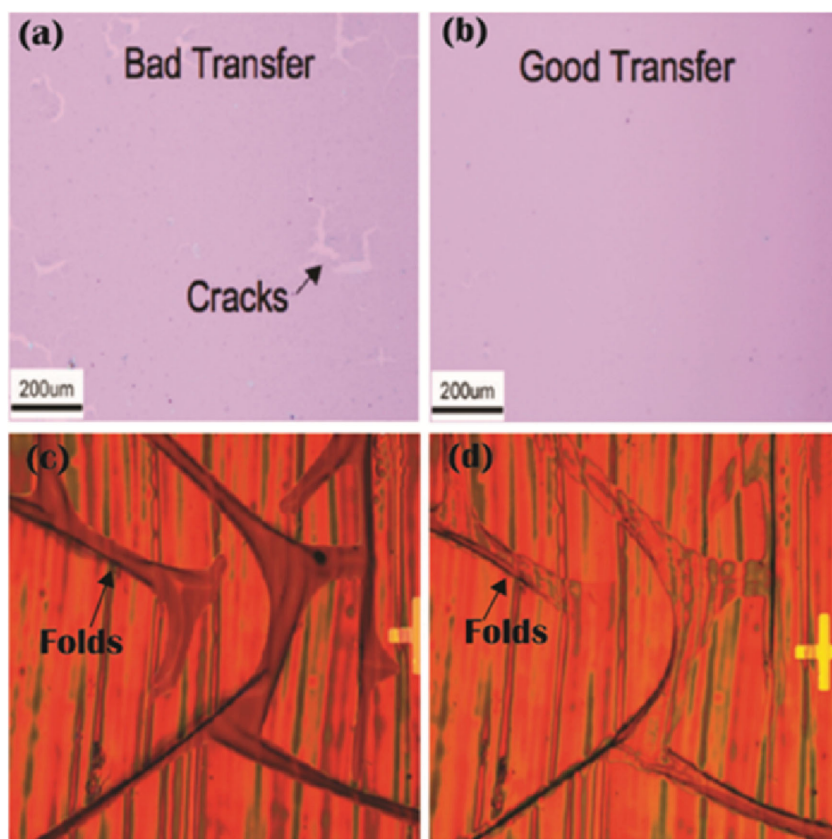 (a)
Bad Transfer
Cracks
200um
(b)
Good Transfer
200um
(c)
Folds
(d)
Folds